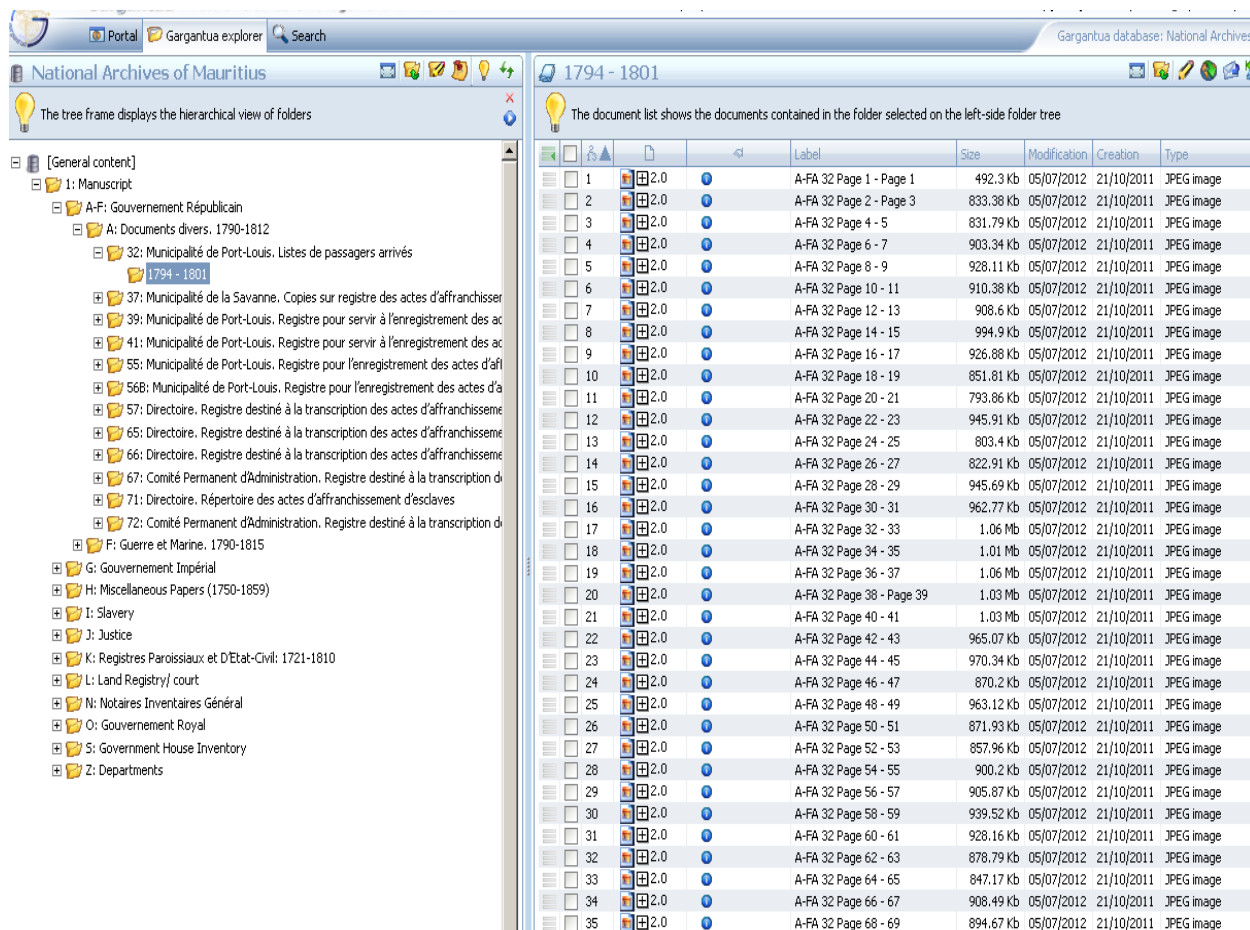 Portal Gargantua explorer Search
Gargantua database: National Archives
National Archives of Mauritius
The tree frame displays the hierarchical view of folders
[General content]
1: Manuscript
A-F: Gouvernement Républicain
A: Documents divers. 1790-1812
32: Municipalité de Port-Louis. Listes de passagers arrivés
1794 - 1801
37: Municipalité de la Savanne. Copies sur registre des actes d'affranchisser
39: Municipalité de Port-Louis. Registre pour servir à l'enregistrement des ac
41: Municipalité de Port-Louis. Registre pour servir à l'enregistrement des ac
55: Municipalité de Port-Louis. Registre pour l'enregistrement des actes d'aff
56B: Municipalité de Port-Louis. Registre pour l'enregistrement des actes d'a
57: Directoire. Registre destiné à la transcription des actes d'affranchisseme
65: Directoire. Registre destiné à la transcription des actes d'affranchisseme
66: Directoire. Registre destiné à la transcription des actes d'affranchisseme
67: Comité Permanent d'Administration. Registre destiné à la transcription d
71: Directoire. Répertoire des actes d'affranchissement d'esclaves
72: Comité Permanent d'Administration. Registre destiné à la transcription d
F: Guerre et Marine. 1790-1815
G: Gouvernement Impérial
H: Miscellaneous Papers (1750-1859)
I: Slavery
J: Justice
K: Registres Paroissiaux et D'Etat-Civil: 1721-1810
L: Land Registry/ court
N: Notaires Inventaires Général
O: Gouvernement Royal
S: Government House Inventory
Z: Departments
1794 - 1801
The document list shows the documents contained in the folder selected on the left-side folder tree
Label Size Modification Creation Type
1 2.0 A-FA 32 Page 1 - Page 1 492.3 Kb 05/07/2012 21/10/2011 JPEG image
2 2.0 A-FA 32 Page 2 - Page 3 833.38 Kb 05/07/2012 21/10/2011 JPEG image
3 2.0 A-FA 32 Page 4 - 5 831.79 Kb 05/07/2012 21/10/2011 JPEG image
4 2.0 A-FA 32 Page 6 - 7 903.34 Kb 05/07/2012 21/10/2011 JPEG image
5 2.0 A-FA 32 Page 8 - 9 928.11 Kb 05/07/2012 21/10/2011 JPEG image
6 2.0 A-FA 32 Page 10 - 11 910.38 Kb 05/07/2012 21/10/2011 JPEG image
7 2.0 A-FA 32 Page 12 - 13 908.6 Kb 05/07/2012 21/10/2011 JPEG image
8 2.0 A-FA 32 Page 14 - 15 994.9 Kb 05/07/2012 21/10/2011 JPEG image
9 2.0 A-FA 32 Page 16 - 17 926.88 Kb 05/07/2012 21/10/2011 JPEG image
10 2.0 A-FA 32 Page 18 - 19 851.81 Kb 05/07/2012 21/10/2011 JPEG image
11 2.0 A-FA 32 Page 20 - 21 793.86 Kb 05/07/2012 21/10/2011 JPEG image
12 2.0 A-FA 32 Page 22 - 23 945.91 Kb 05/07/2012 21/10/2011 JPEG image
13 2.0 A-FA 32 Page 24 - 25 803.4 Kb 05/07/2012 21/10/2011 JPEG image
14 2.0 A-FA 32 Page 26 - 27 822.91 Kb 05/07/2012 21/10/2011 JPEG image
15 2.0 A-FA 32 Page 28 - 29 945.69 Kb 05/07/2012 21/10/2011 JPEG image
16 2.0 A-FA 32 Page 30 - 31 962.77 Kb 05/07/2012 21/10/2011 JPEG image
17 2.0 A-FA 32 Page 32 - 33 1.06 Mb 05/07/2012 21/10/2011 JPEG image
18 2.0 A-FA 32 Page 34 - 35 1.01 Mb 05/07/2012 21/10/2011 JPEG image
19 2.0 A-FA 32 Page 36 - 37 1.06 Mb 05/07/2012 21/10/2011 JPEG image
20 2.0 A-FA 32 Page 38 - Page 39 1.03 Mb 05/07/2012 21/10/2011 JPEG image
21 2.0 A-FA 32 Page 40 - 41 1.03 Mb 05/07/2012 21/10/2011 JPEG image
22 2.0 A-FA 32 Page 42 - 43 965.07 Kb 05/07/2012 21/10/2011 JPEG image
23 2.0 A-FA 32 Page 44 - 45 970.34 Kb 05/07/2012 21/10/2011 JPEG image
24 2.0 A-FA 32 Page 46 - 47 870.2 Kb 05/07/2012 21/10/2011 JPEG image
25 2.0 A-FA 32 Page 48 - 49 963.12 Kb 05/07/2012 21/10/2011 JPEG image
26 2.0 A-FA 32 Page 50 - 51 871.93 Kb 05/07/2012 21/10/2011 JPEG image
27 2.0 A-FA 32 Page 52 - 53 857.96 Kb 05/07/2012 21/10/2011 JPEG image
28 2.0 A-FA 32 Page 54 - 55 900.2 Kb 05/07/2012 21/10/2011 JPEG image
29 2.0 A-FA 32 Page 56 - 57 905.87 Kb 05/07/2012 21/10/2011 JPEG image
30 2.0 A-FA 32 Page 58 - 59 939.52 Kb 05/07/2012 21/10/2011 JPEG image
31 2.0 A-FA 32 Page 60 - 61 928.16 Kb 05/07/2012 21/10/2011 JPEG image
32 2.0 A-FA 32 Page 62 - 63 878.79 Kb 05/07/2012 21/10/2011 JPEG image
33 2.0 A-FA 32 Page 64 - 65 847.17 Kb 05/07/2012 21/10/2011 JPEG image
34 2.0 A-FA 32 Page 66 - 67 908.49 Kb 05/07/2012 21/10/2011 JPEG image
35 2.0 A-FA 32 Page 68 - 69 894.67 Kb 05/07/2012 21/10/2011 JPEG image